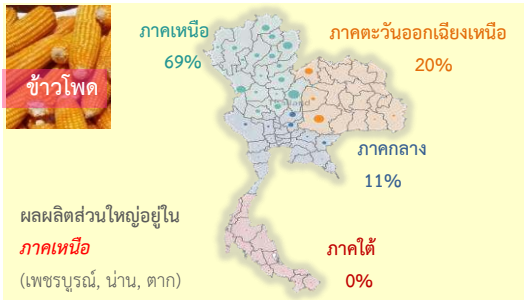 ภาคเหนือ
69%
ภาคตะวันออกเฉียงเหนือ
20%
ข้าวโพด
ภาคกลาง
11%
ผลผลิตส่วนใหญ่อยู่ใน
ภาคเหนือ
(เพชรบูรณ์, น่าน, ตาก)
ภาคใต้
0%